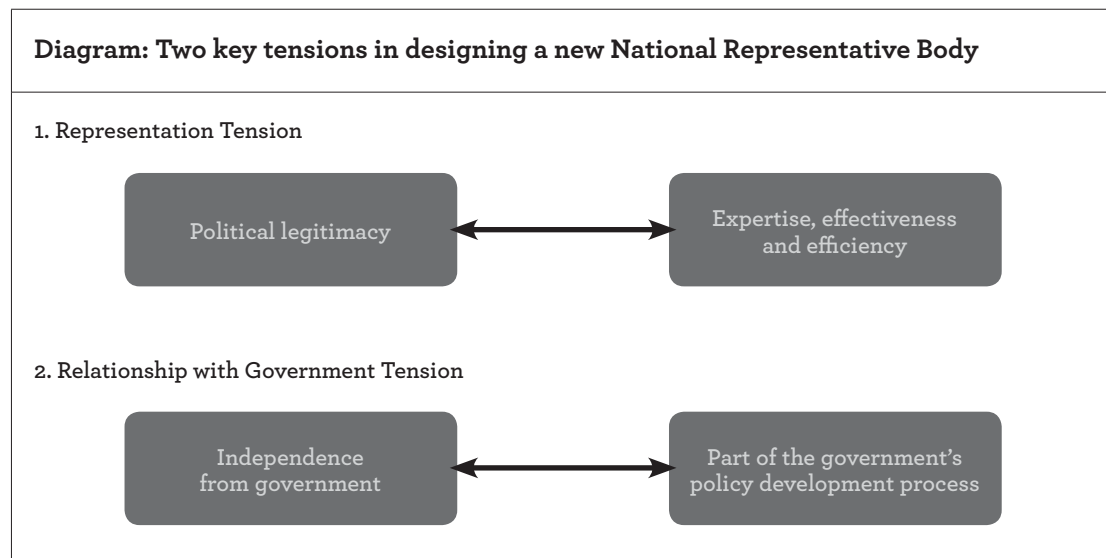 Diagram: Two key tensions in designing a new National Representative Body
1. Representation Tension
Political legitimacy
Expertise, effectiveness
and efficiency
2. Relationship with Government Tension
Independence
from government
Part of the government’s
policy development process